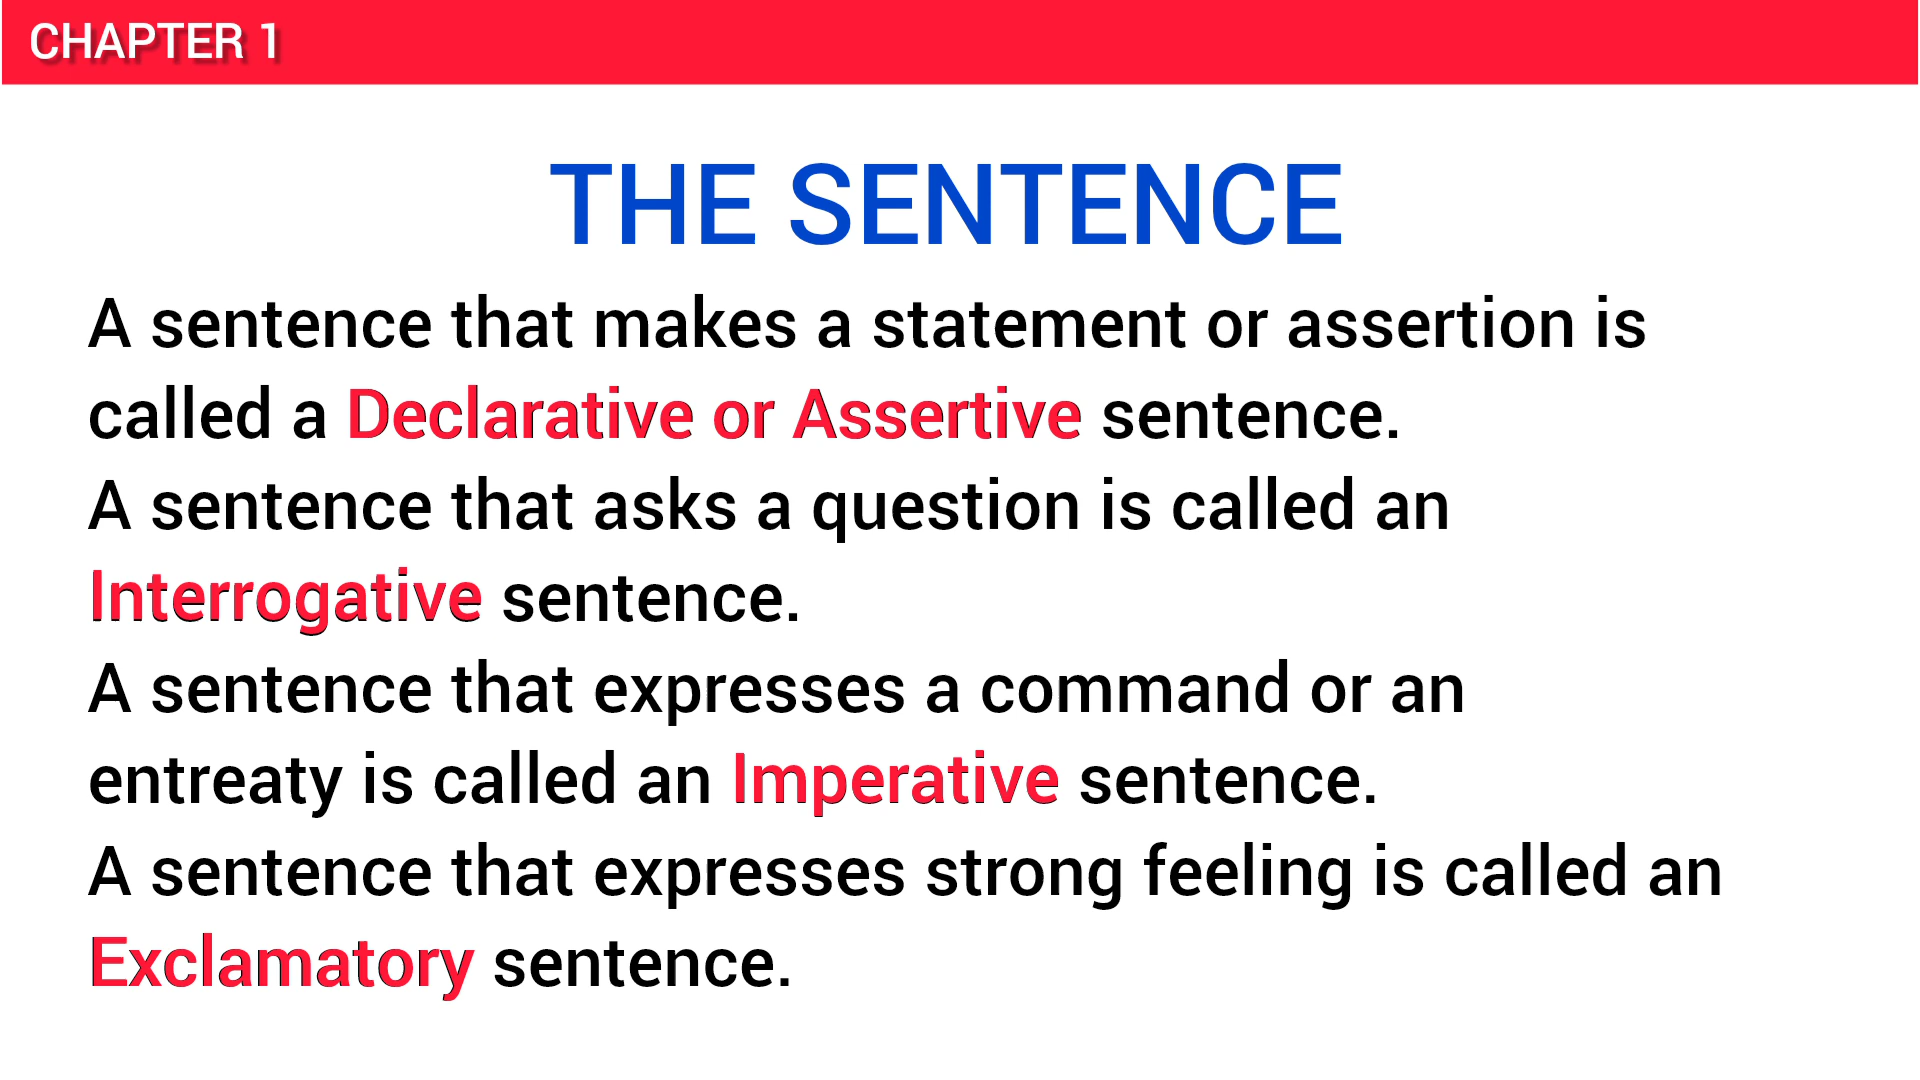 CHAPTER 1
THE SENTENCE
A sentence that makes a statement or assertion is
called a Declarative or Assertive sentence.
A sentence that asks a question is called an
Interrogative sentence.
A sentence that expresses a command or an
entreaty is called an Imperative sentence.
A sentence that expresses strong feeling is called an
Exclamatory sentence.